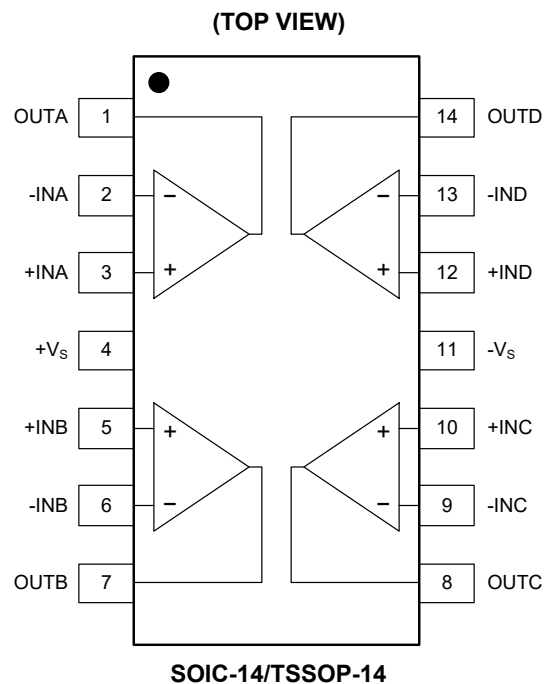 (TOP VIEW)
OUTA 1 14 OUTD
-INA 2 − − 13 -IND
+INA 3 + + 12 +IND
+VS 4 11 -VS
+INB 5 + + 10 +INC
-INB 6 − − 9 -INC
OUTB 7 8 OUTC
SOIC-14/TSSOP-14